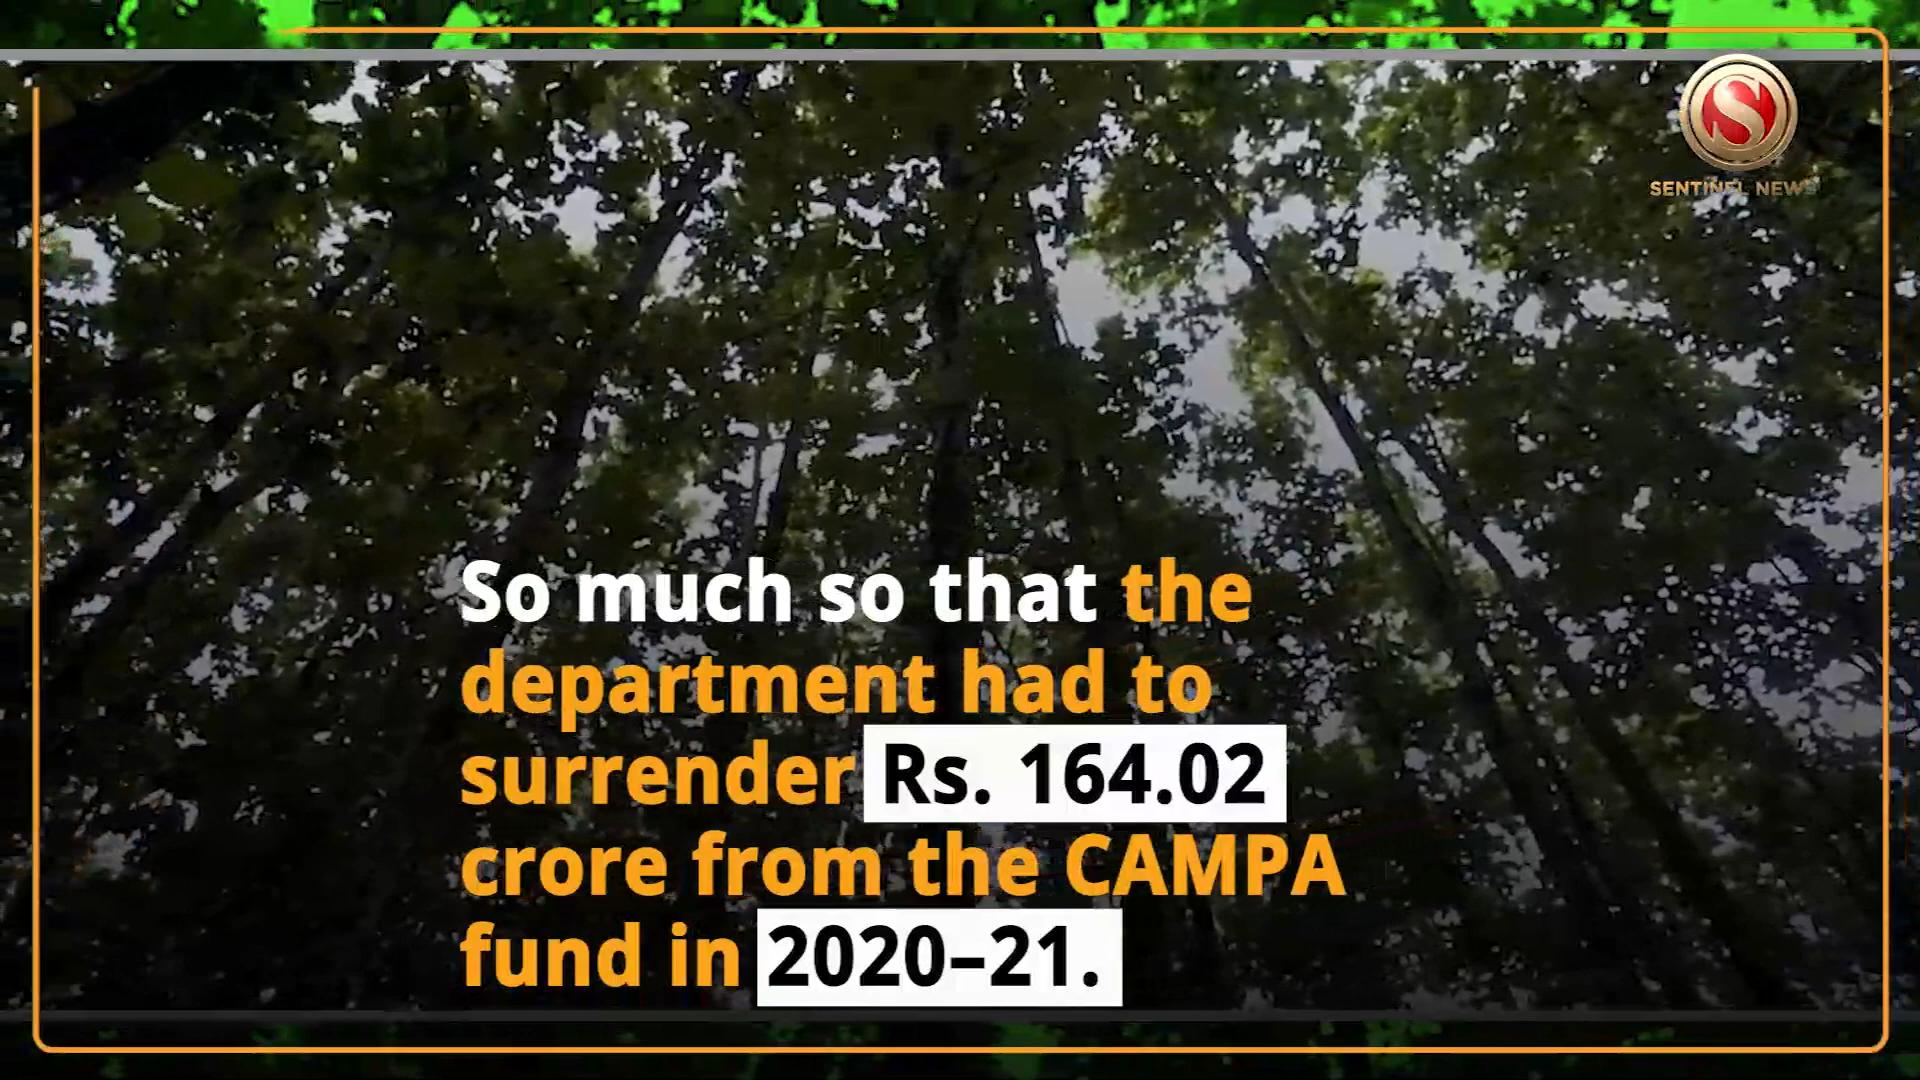 SENTINEL NEWS
So much so that the
department had to
surrender Rs. 164.02
crore from the CAMPA
fund in 2020–21.